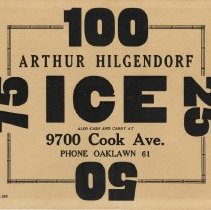 100
ARTHUR HILGENDORF
75
ICE
25
ALSO CASH AND CARRY AT
9700 Cook Ave.
PHONE OAKLAWN 61
50